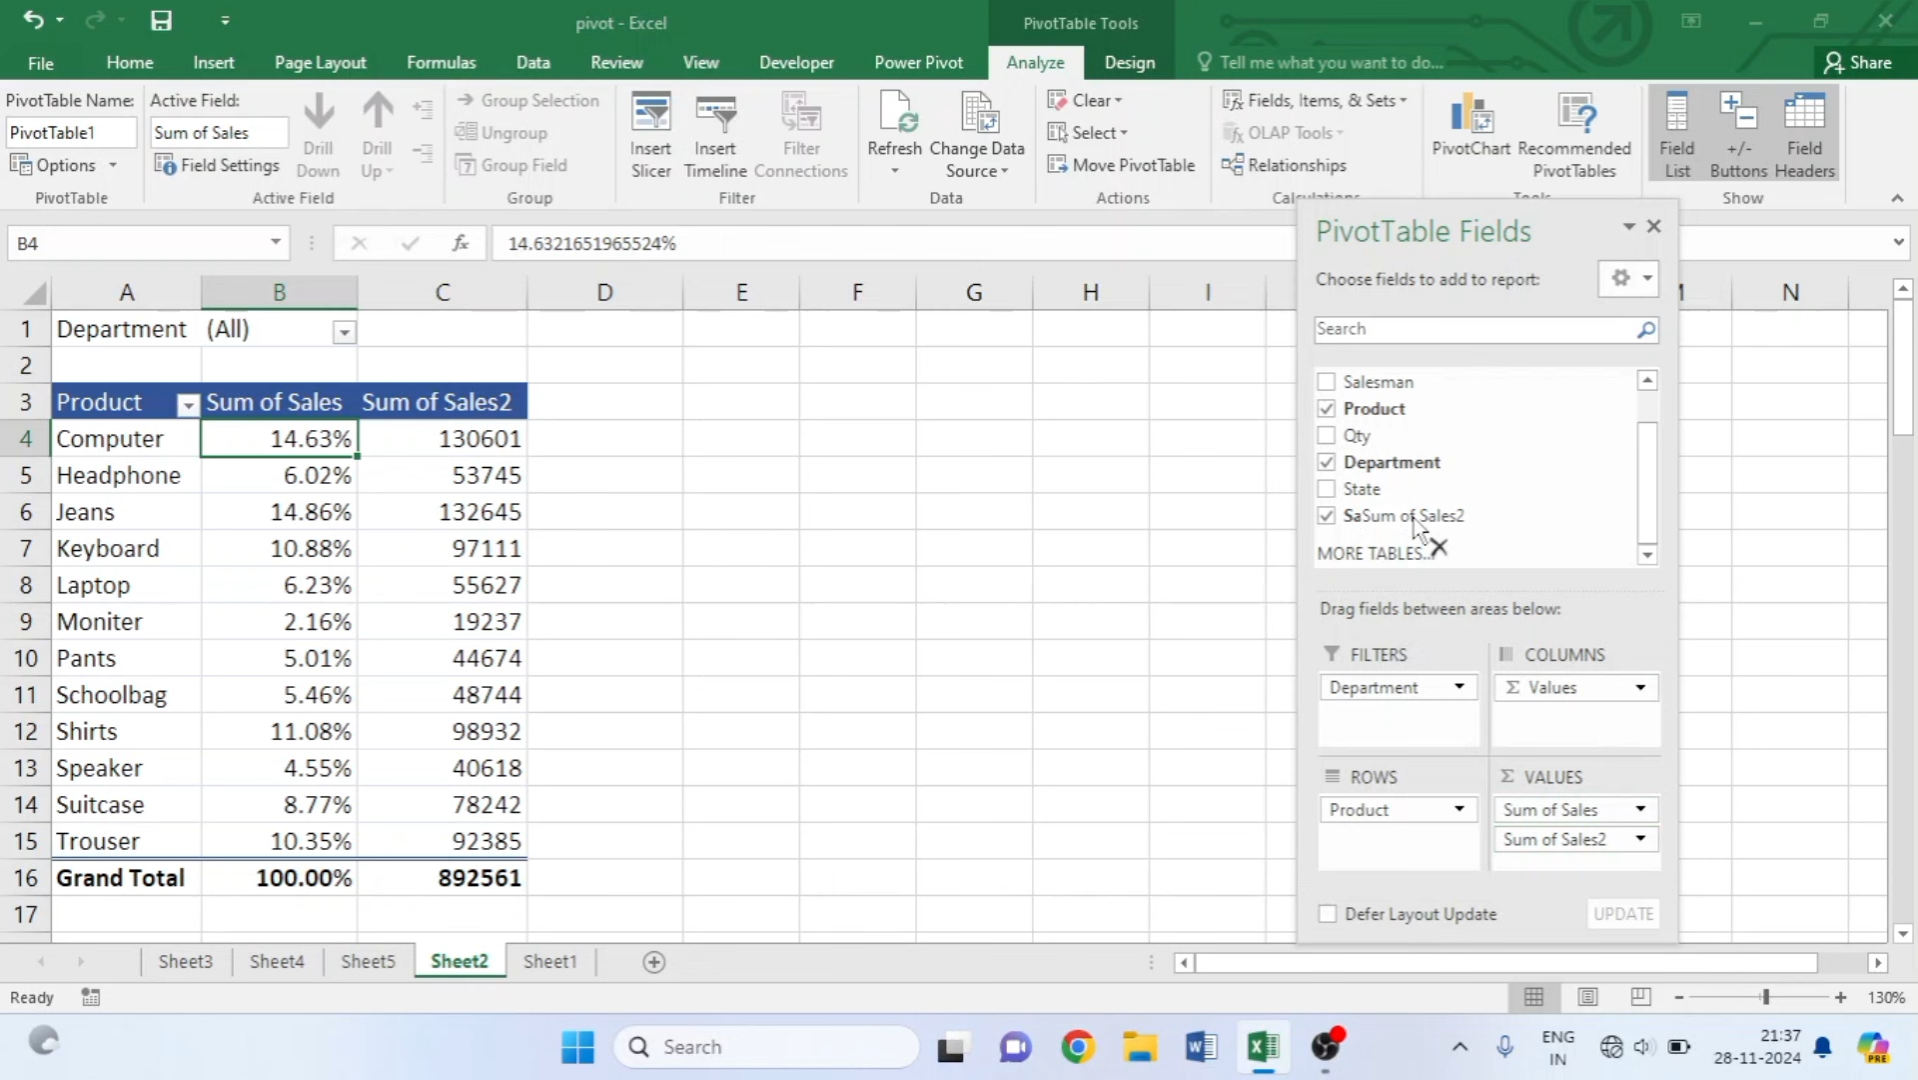 pivot - Excel
PivotTable Tools
File Home Insert Page Layout Formulas Data Review View Developer Power Pivot Analyze Design Tell me what you want to do... Share
PivotTable Name:
PivotTable1
Options
PivotTable
Active Field:
Sum of Sales
Field Settings
Drill Down
Drill Up
Active Field
Group Selection
Ungroup
Group Field
Group
Insert Slicer
Insert Timeline
Filter Connections
Filter
Refresh
Change Data Source
Data
Clear
Select
Move PivotTable
Actions
Fields, Items, & Sets
OLAP Tools
Relationships
PivotChart
Recommended PivotTables
Tools
Field List
+/- Buttons
Field Headers
Show
B4
fx
14.6321651965524%
A B C D E F G H I N
1 Department (All)
2
3 Product Sum of Sales Sum of Sales2
4 Computer 14.63% 130601
5 Headphone 6.02% 53745
6 Jeans 14.86% 132645
7 Keyboard 10.88% 97111
8 Laptop 6.23% 55627
9 Moniter 2.16% 19237
10 Pants 5.01% 44674
11 Schoolbag 5.46% 48744
12 Shirts 11.08% 98932
13 Speaker 4.55% 40618
14 Suitcase 8.77% 78242
15 Trouser 10.35% 92385
16 Grand Total 100.00% 892561
17
PivotTable Fields
Choose fields to add to report:
Search
Salesman
Product
Qty
Department
State
SaSum of Sales2
MORE TABLES...
Drag fields between areas below:
FILTERS
Department
COLUMNS
Σ Values
ROWS
Product
Σ VALUES
Sum of Sales
Sum of Sales2
Defer Layout Update
UPDATE
Sheet3 Sheet4 Sheet5 Sheet2 Sheet1
Ready
130%
Search
ENG
IN
21:37
28-11-2024
PRE